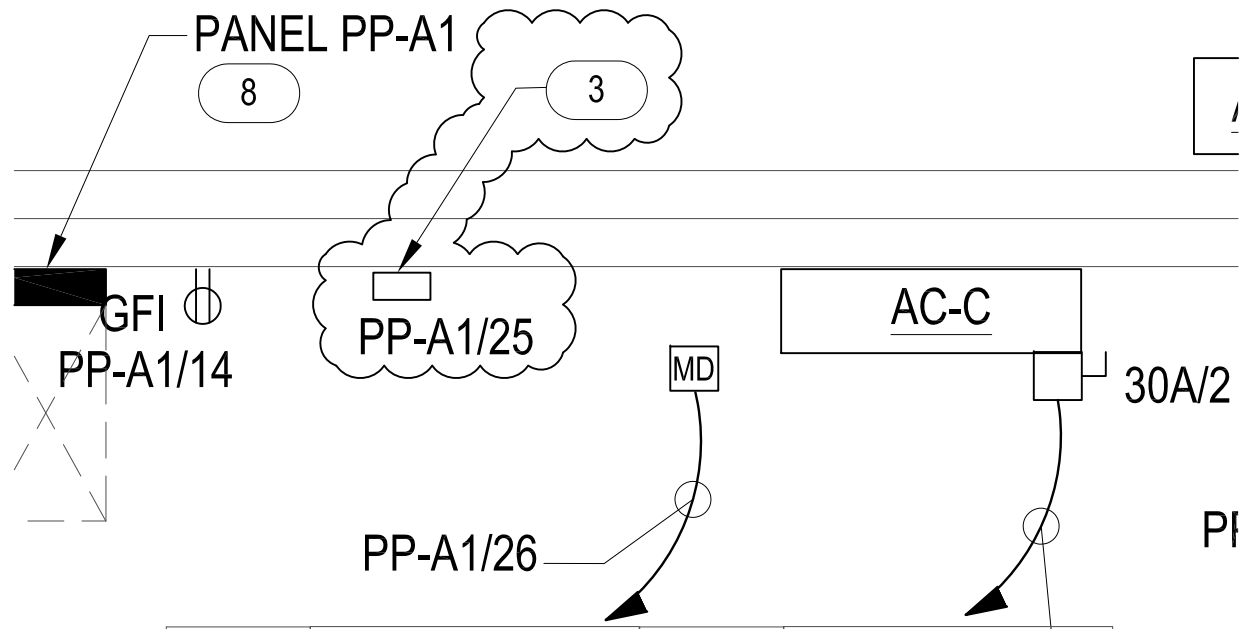 PANEL PP-A1
8
3
GFI
PP-A1/14
PP-A1/25
AC-C
MD
30A/2
PP-A1/26